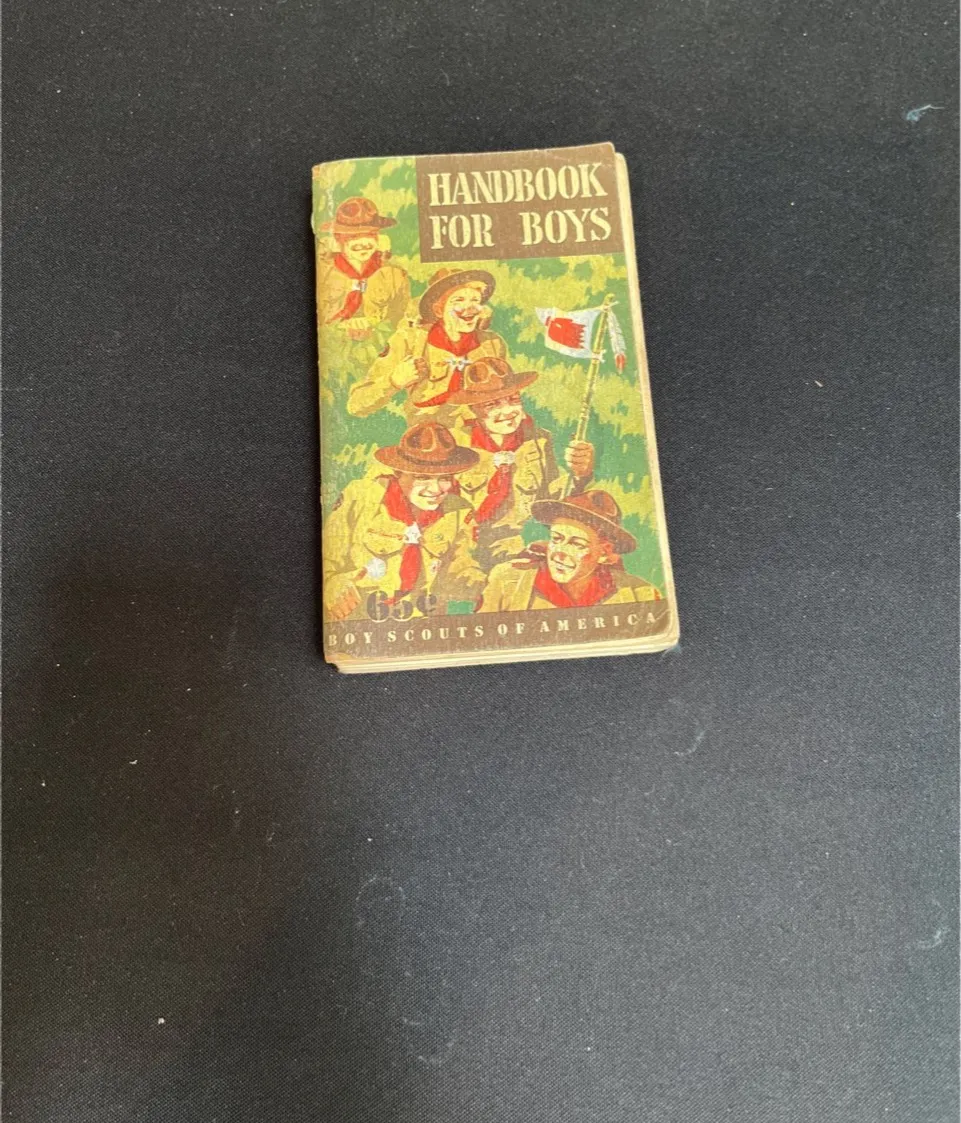 HANDBOOK
FOR BOYS
65¢
BOY SCOUTS OF AMERICA